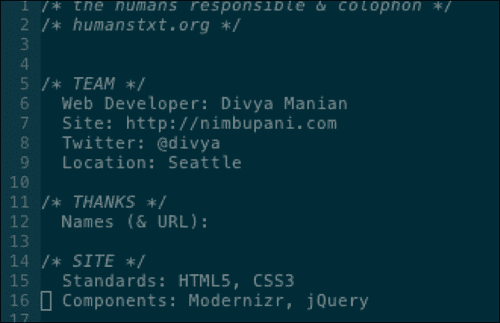 1 /* the humans responsible & colophon */
2 /* humanstxt.org */
3
4
5 /* TEAM */
6 Web Developer: Divya Manian
7 Site: http://nimbupani.com
8 Twitter: @divya
9 Location: Seattle
10
11 /* THANKS */
12 Names (& URL):
13
14 /* SITE */
15 Standards: HTML5, CSS3
16 Components: Modernizr, jQuery
17